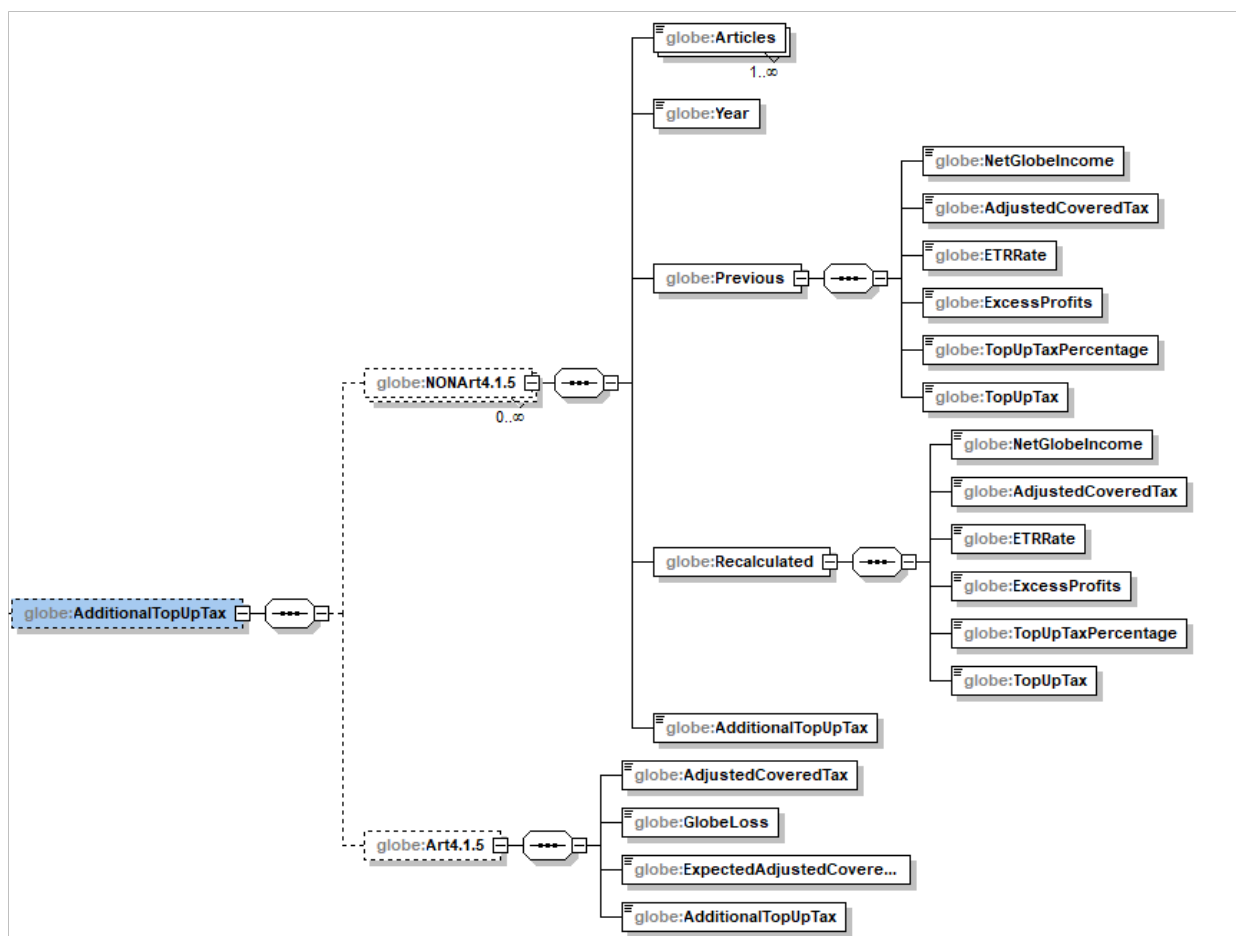 globe:Articles
1..∞
globe:Year
globe:NetGlobeIncome
globe:AdjustedCoveredTax
globe:ETRRate
globe:Previous
globe:ExcessProfits
globe:TopUpTaxPercentage
globe:TopUpTax
globe:NONArt4.1.5
0..∞
globe:NetGlobeIncome
globe:AdjustedCoveredTax
globe:ETRRate
globe:Recalculated
globe:ExcessProfits
globe:TopUpTaxPercentage
globe:TopUpTax
globe:AdditionalTopUpTax
globe:AdditionalTopUpTax
globe:Art4.1.5
globe:AdjustedCoveredTax
globe:GlobeLoss
globe:ExpectedAdjustedCovere...
globe:AdditionalTopUpTax